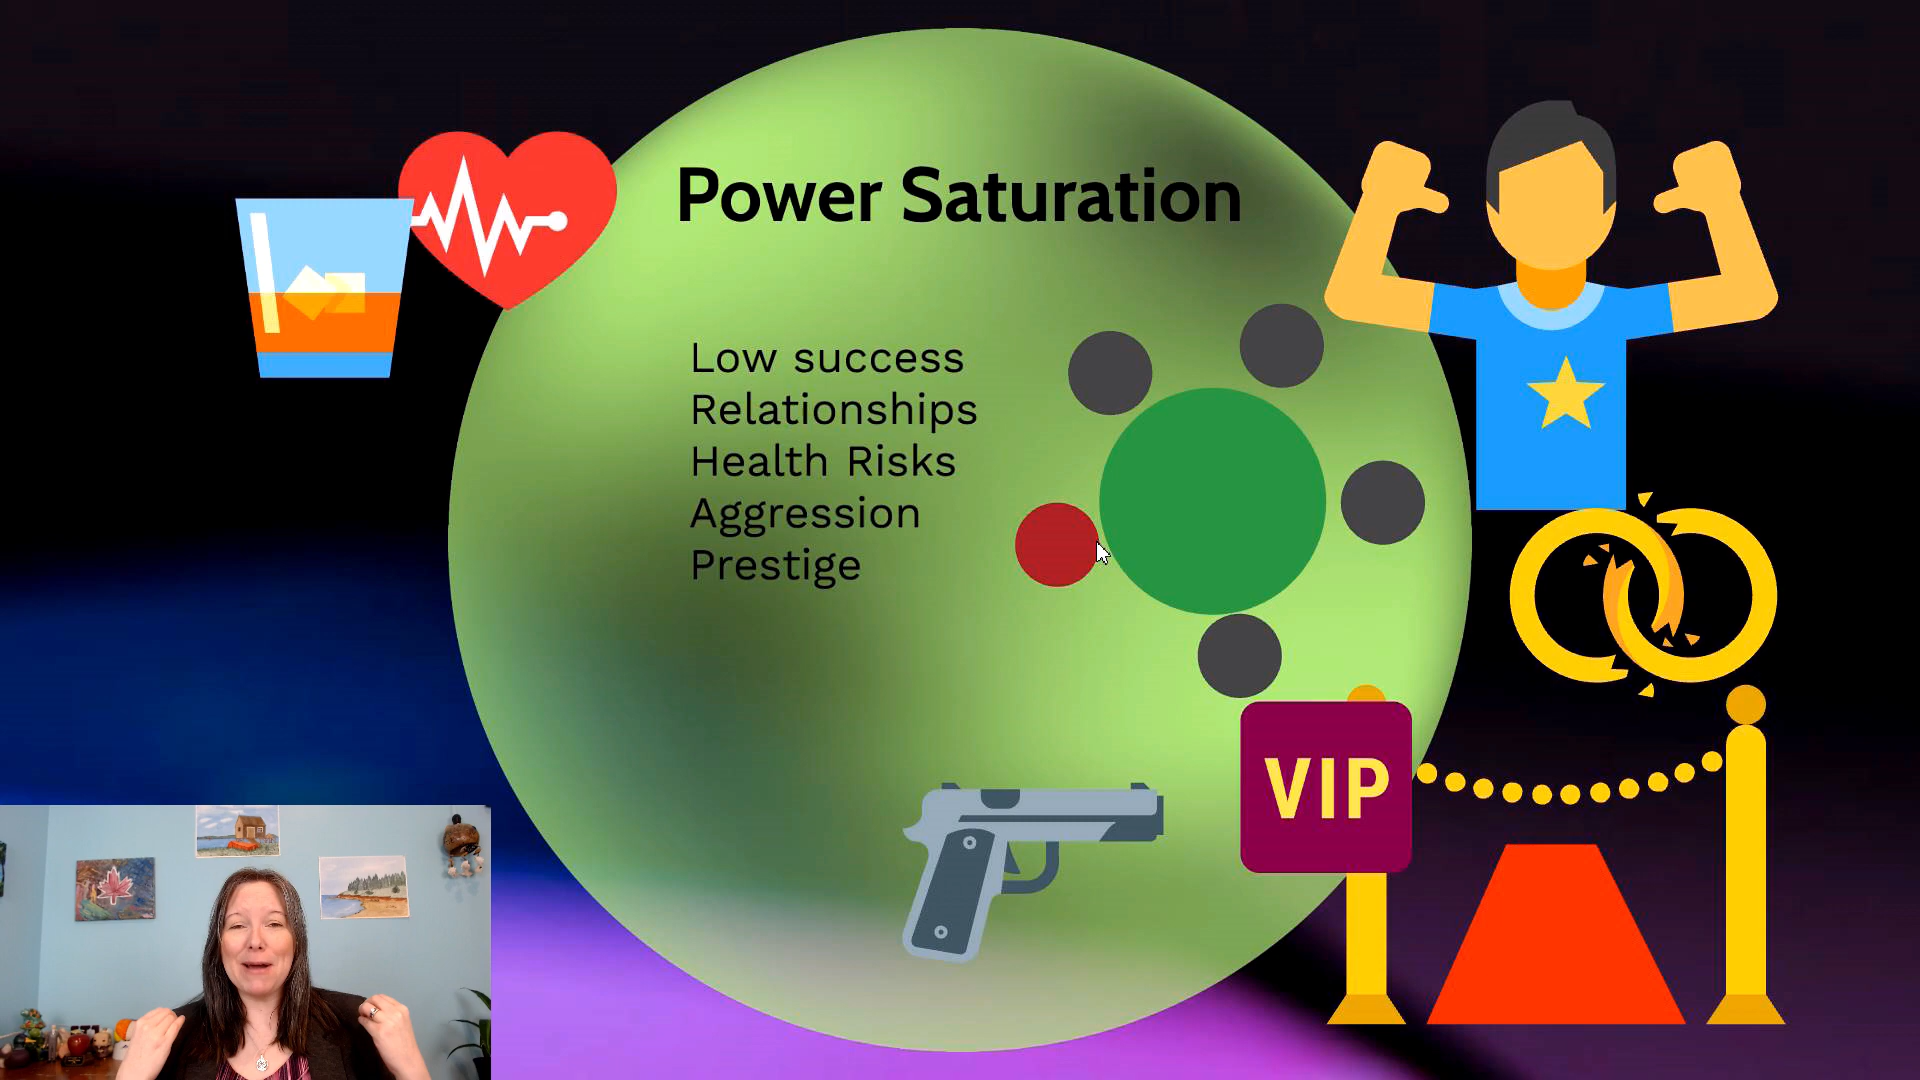 Power Saturation
Low success
Relationships
Health Risks
Aggression
Prestige
VIP